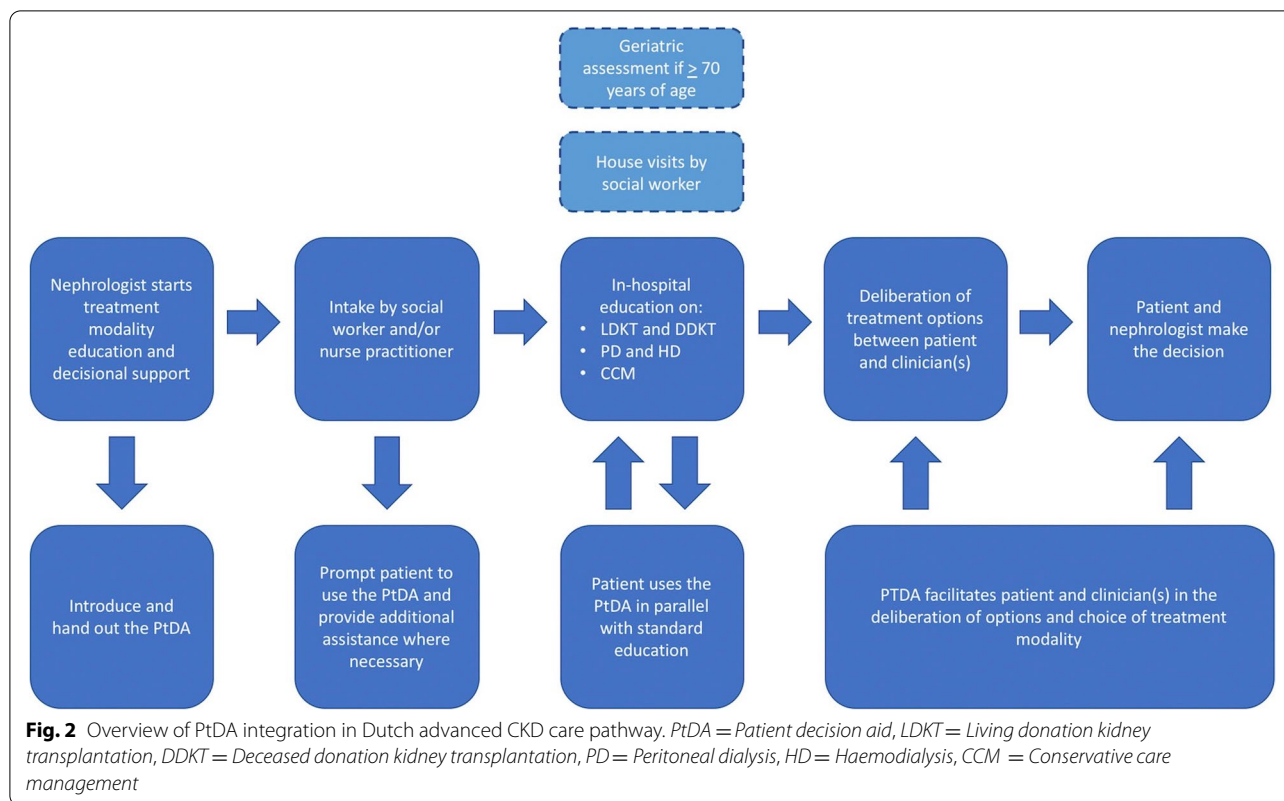 Geriatric
assessment if ≥ 70
years of age
House visits by
social worker
Nephrologist starts
treatment
modality
education and
decisional support
Intake by social
worker and/or
nurse practitioner
In-hospital
education on:
• LDKT and DDKT
• PD and HD
• CCM
Deliberation of
treatment options
between patient
and clinician(s)
Patient and
nephrologist make
the decision
Introduce and
hand out the PtDA
Prompt patient to
use the PtDA and
provide additional
assistance where
necessary
Patient uses the
PtDA in parallel
with standard
education
PTDA facilitates patient and clinician(s) in the
deliberation of options and choice of treatment
modality
Fig. 2 Overview of PtDA integration in Dutch advanced CKD care pathway. PtDA = Patient decision aid, LDKT = Living donation kidney
transplantation, DDKT = Deceased donation kidney transplantation, PD = Peritoneal dialysis, HD = Haemodialysis, CCM = Conservative care
management